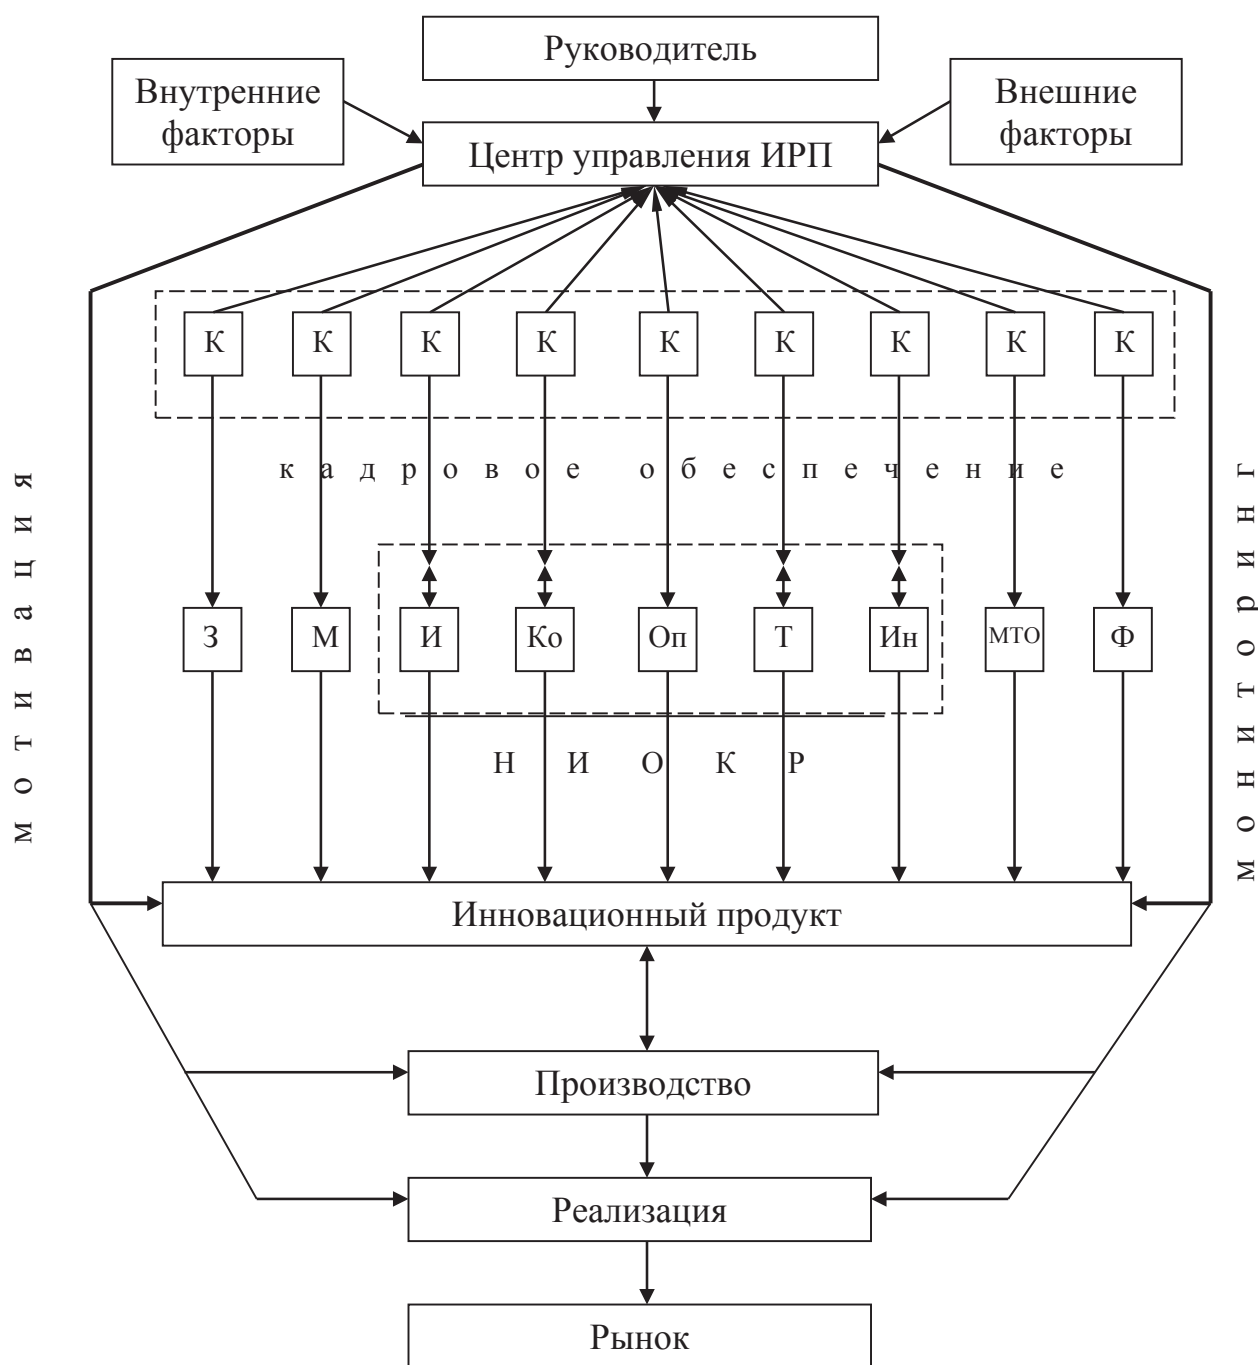 Руководитель
Внутренние
факторы
Внешние
факторы
Центр управления ИРП
К К К К К К К К К
кадровое обеспечение
мотивация
мониторинг
З М И Ко Оп Т Ин МТО Ф
НИОКР
Инновационный продукт
Производство
Реализация
Рынок